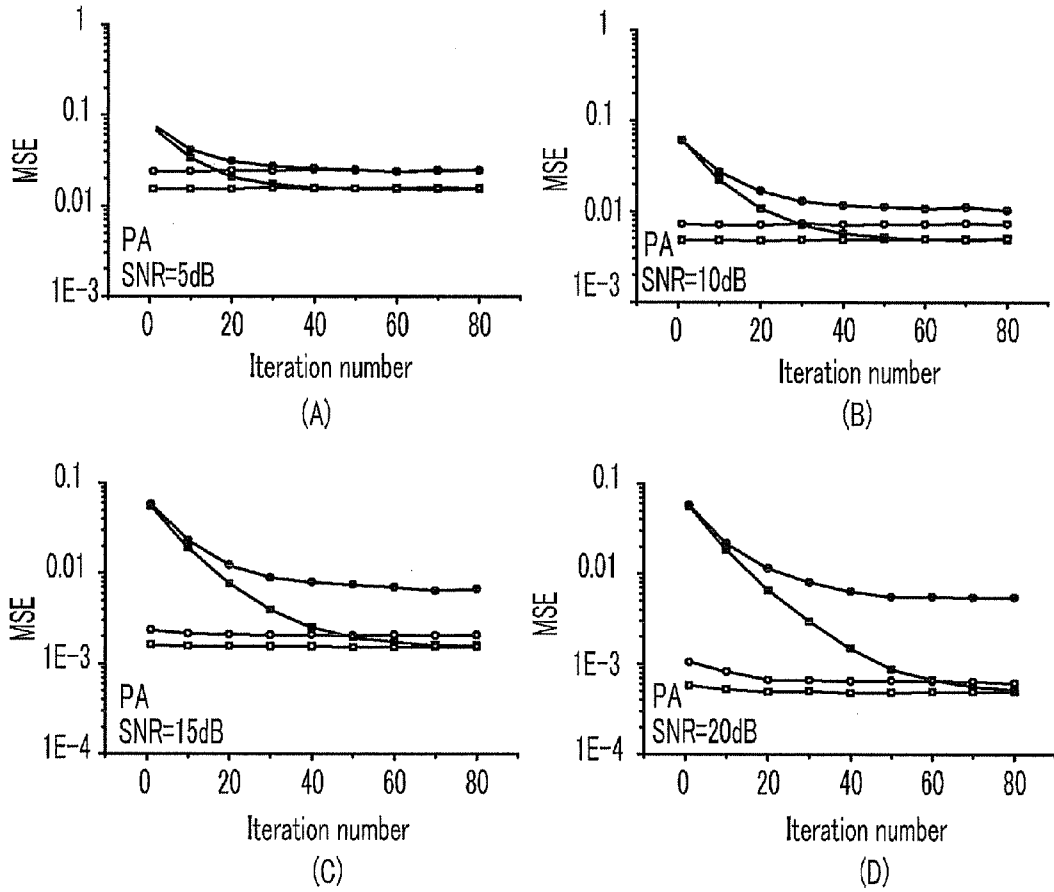 1
0.1
0.01
1E-3
MSE
PA
SNR=5dB
0 20 40 60 80
Iteration number
(A)
1
0.1
0.01
1E-3
MSE
PA
SNR=10dB
0 20 40 60 80
Iteration number
(B)
0.1
0.01
1E-3
1E-4
MSE
PA
SNR=15dB
0 20 40 60 80
Iteration number
(C)
0.1
0.01
1E-3
1E-4
MSE
PA
SNR=20dB
0 20 40 60 80
Iteration number
(D)